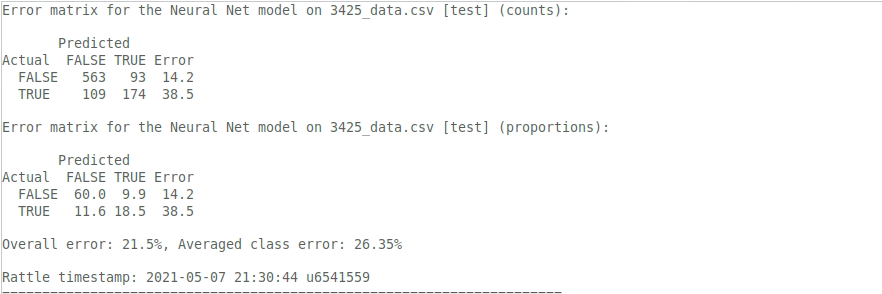 Error matrix for the Neural Net model on 3425_data.csv [test] (counts):
Predicted
Actual FALSE TRUE Error
FALSE 563 93 14.2
TRUE 109 174 38.5
Error matrix for the Neural Net model on 3425_data.csv [test] (proportions):
Predicted
Actual FALSE TRUE Error
FALSE 60.0 9.9 14.2
TRUE 11.6 18.5 38.5
Overall error: 21.5%, Averaged class error: 26.35%
Rattle timestamp: 2021-05-07 21:30:44 u6541559